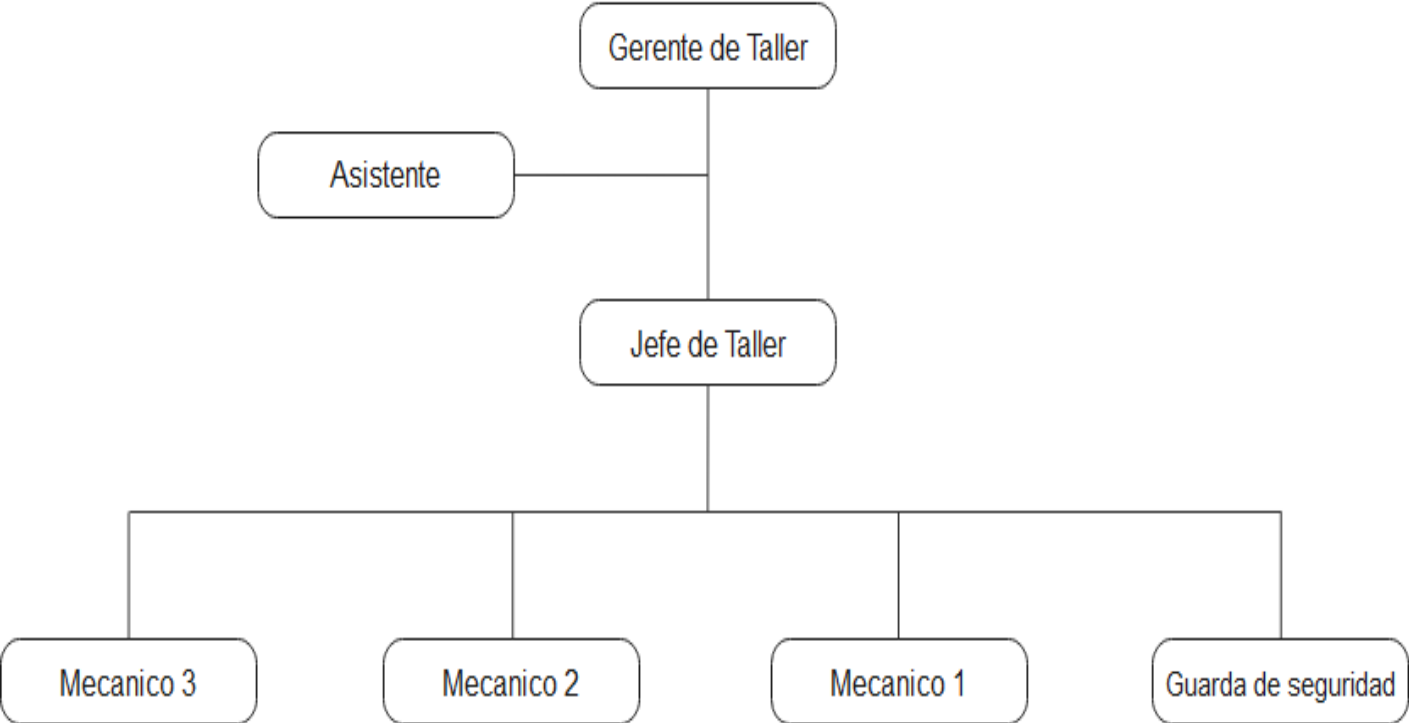 Gerente de Taller
Asistente
Jefe de Taller
Mecanico 3
Mecanico 2
Mecanico 1
Guarda de seguridad